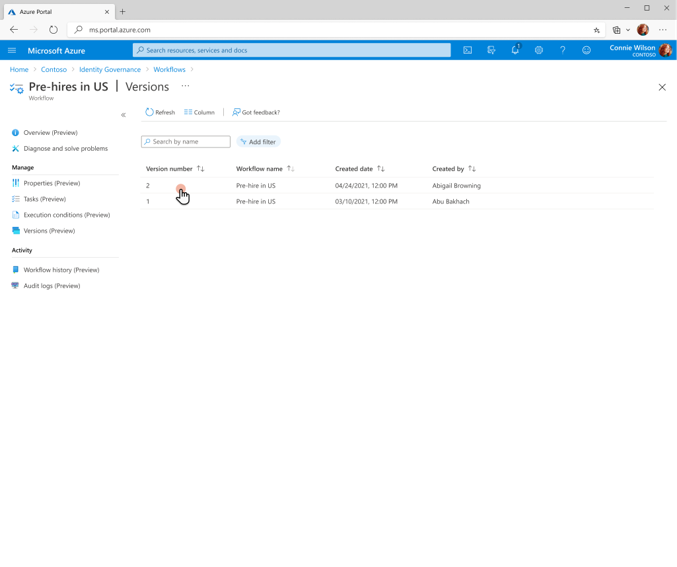 Azure Portal
ms.portal.azure.com
Microsoft Azure
Search resources, services and docs
1
Connie Wilson
CONTOSO
Home > Contoso > Identity Governance > Workflows >
Pre-hires in US | Versions ...
Workflow
Refresh Column Got feedback?
Overview (Preview)
Diagnose and solve problems
Manage
Properties (Preview)
Tasks (Preview)
Execution conditions (Preview)
Versions (Preview)
Activity
Workflow history (Preview)
Audit logs (Preview)
Search by name Add filter
Version number Workflow name Created date Created by
2 Pre-hire in US 04/24/2021, 12:00 PM Abigail Browning
1 Pre-hire in US 03/10/2021, 12:00 PM Abu Bakhach